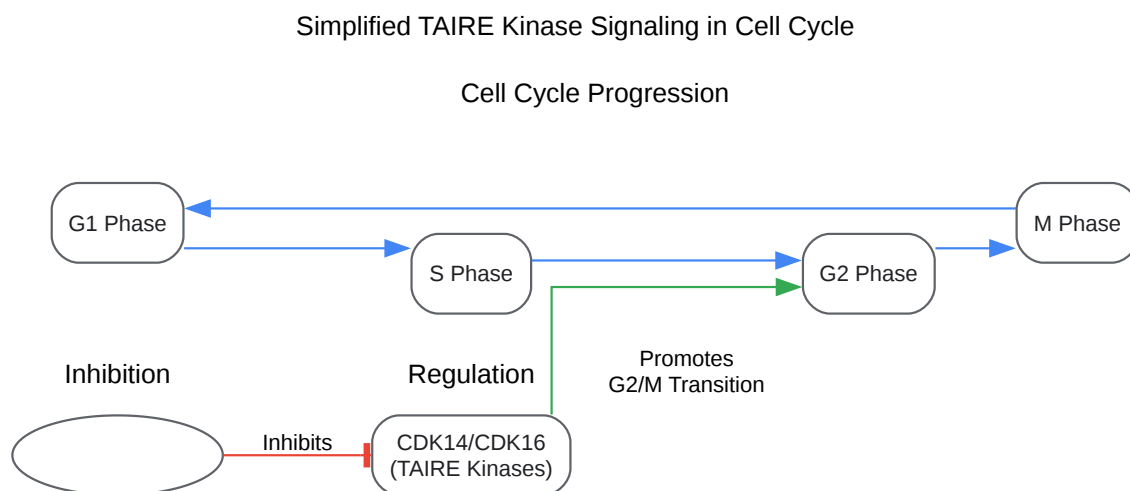 Simplified TAIRE Kinase Signaling in Cell Cycle
Cell Cycle Progression
G1 Phase
M Phase
S Phase
G2 Phase
Inhibition
Regulation
Promotes
G2/M Transition
Inhibits
CDK14/CDK16
(TAIRE Kinases)